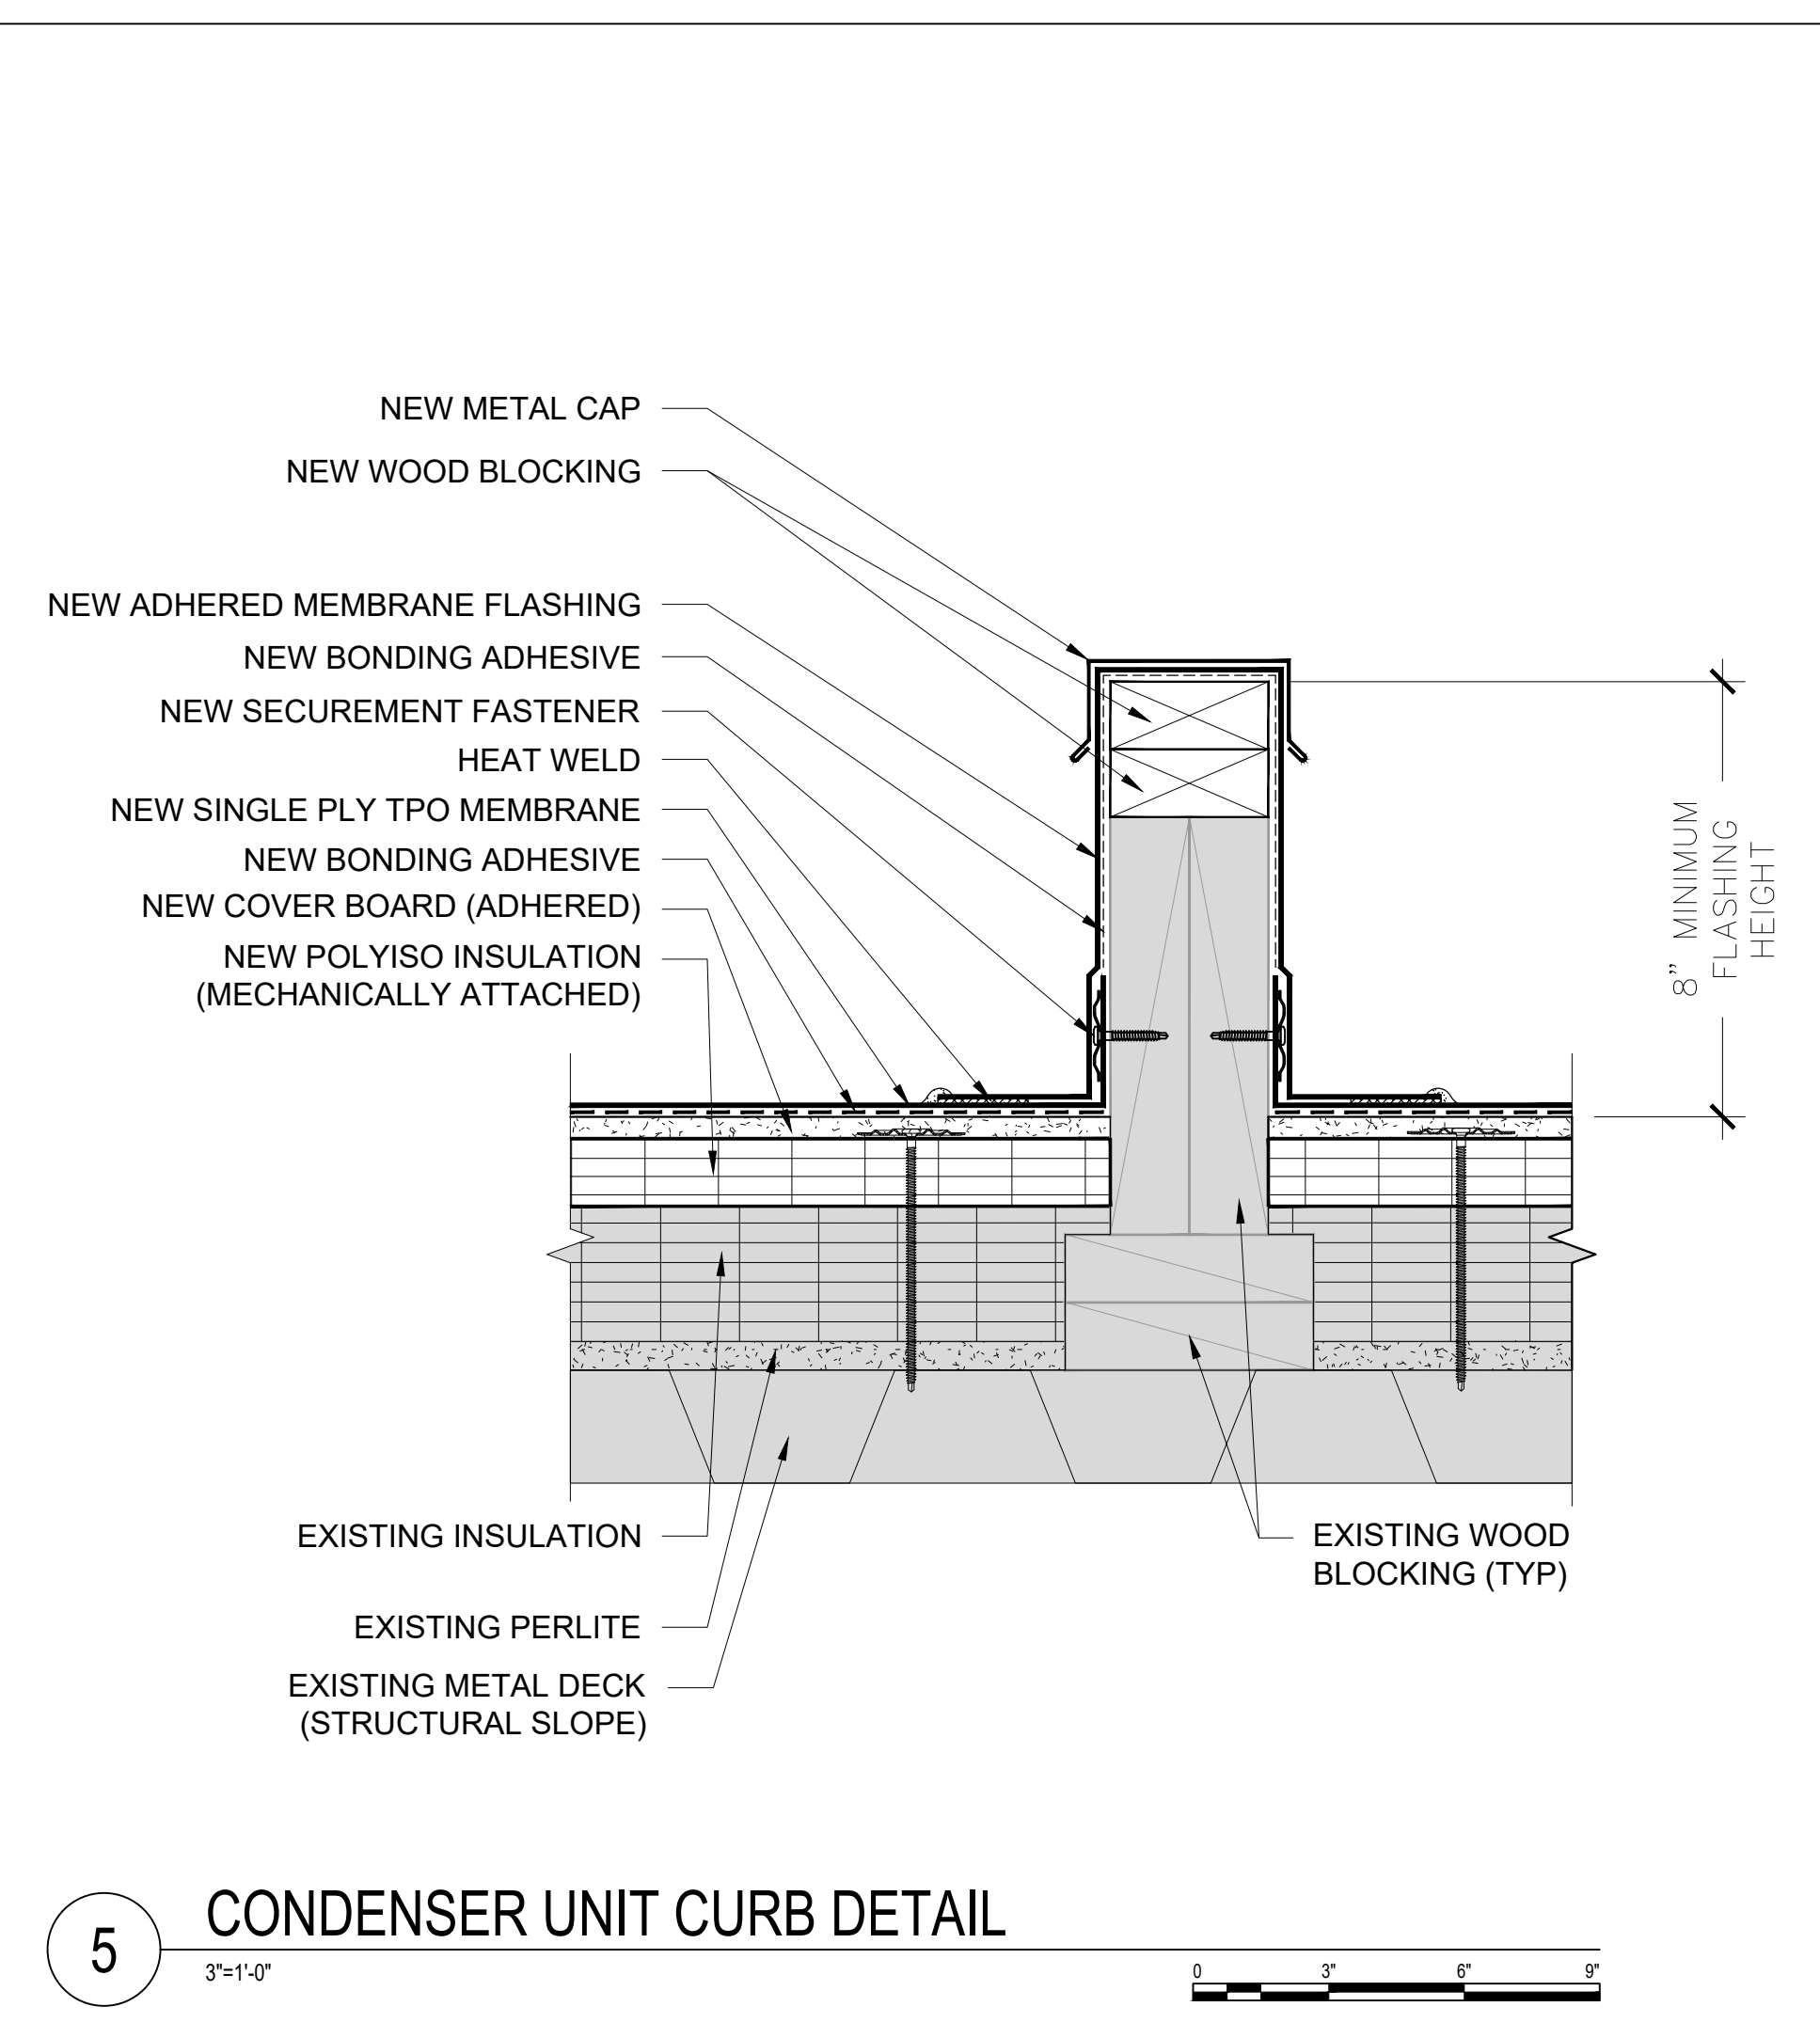 NEW METAL CAP
NEW WOOD BLOCKING
NEW ADHERED MEMBRANE FLASHING
NEW BONDING ADHESIVE
NEW SECUREMENT FASTENER
HEAT WELD
NEW SINGLE PLY TPO MEMBRANE
NEW BONDING ADHESIVE
NEW COVER BOARD (ADHERED)
NEW POLYISO INSULATION
(MECHANICALLY ATTACHED)
8” MINIMUM
FLASHING
HEIGHT
EXISTING INSULATION
EXISTING PERLITE
EXISTING METAL DECK
(STRUCTURAL SLOPE)
EXISTING WOOD
BLOCKING (TYP)
5
CONDENSER UNIT CURB DETAIL
3"=1'-0"
0 3" 6" 9"